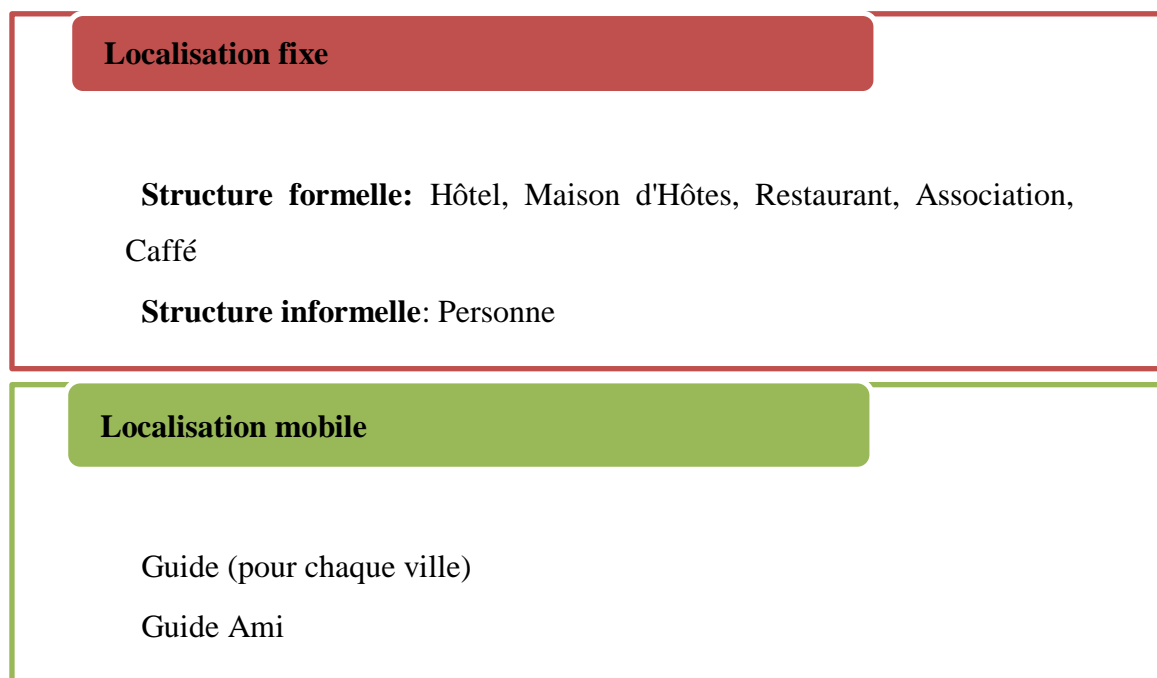 Localisation fixe
Structure formelle: Hôtel, Maison d'Hôtes, Restaurant, Association,
Caffé
Structure informelle: Personne
Localisation mobile
Guide (pour chaque ville)
Guide Ami